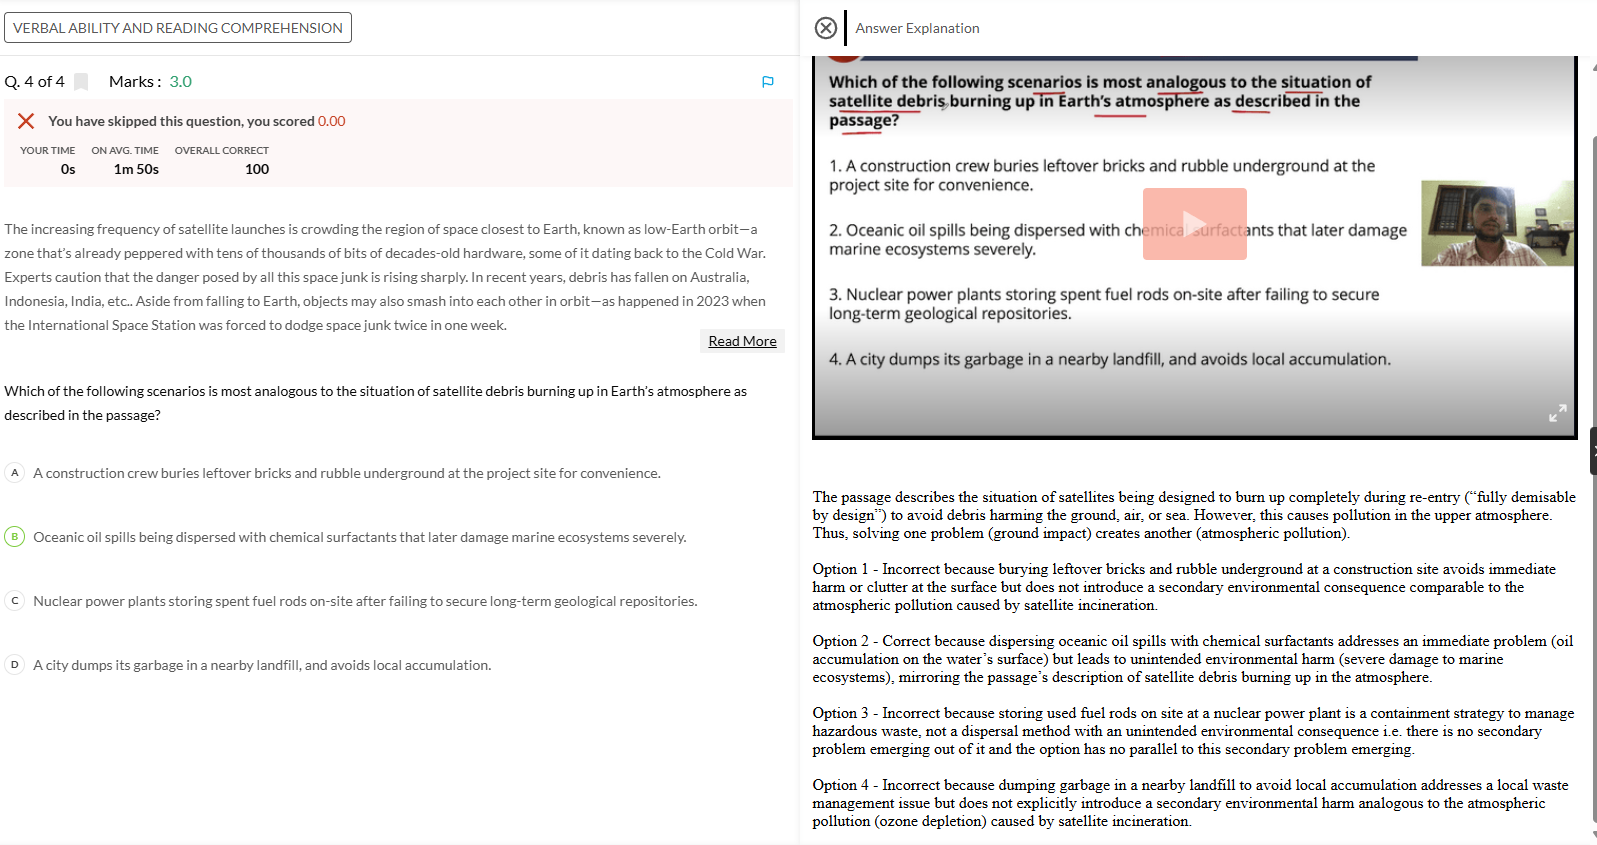 VERBAL ABILITY AND READING COMPREHENSION
Q. 4 of 4 Marks : 3.0
You have skipped this question, you scored 0.00
YOUR TIME ON AVG. TIME OVERALL CORRECT
0s 1m 50s 100
The increasing frequency of satellite launches is crowding the region of space closest to Earth, known as low-Earth orbit—a
zone that's already peppered with tens of thousands of bits of decades-old hardware, some of it dating back to the Cold War.
Experts caution that the danger posed by all this space junk is rising sharply. In recent years, debris has fallen on Australia,
Indonesia, India, etc.. Aside from falling to Earth, objects may also smash into each other in orbit—as happened in 2023 when
the International Space Station was forced to dodge space junk twice in one week.
Read More
Which of the following scenarios is most analogous to the situation of satellite debris burning up in Earth's atmosphere as
described in the passage?
A A construction crew buries leftover bricks and rubble underground at the project site for convenience.
B Oceanic oil spills being dispersed with chemical surfactants that later damage marine ecosystems severely.
C Nuclear power plants storing spent fuel rods on-site after failing to secure long-term geological repositories.
D A city dumps its garbage in a nearby landfill, and avoids local accumulation.
Answer Explanation
Which of the following scenarios is most analogous to the situation of
satellite debris burning up in Earth's atmosphere as described in the
passage?
1. A construction crew buries leftover bricks and rubble underground at the
project site for convenience.
2. Oceanic oil spills being dispersed with chemical surfactants that later damage
marine ecosystems severely.
3. Nuclear power plants storing spent fuel rods on-site after failing to secure
long-term geological repositories.
4. A city dumps its garbage in a nearby landfill, and avoids local accumulation.
The passage describes the situation of satellites being designed to burn up completely during re-entry (“fully demisable
by design”) to avoid debris harming the ground, air, or sea. However, this causes pollution in the upper atmosphere.
Thus, solving one problem (ground impact) creates another (atmospheric pollution).
Option 1 - Incorrect because burying leftover bricks and rubble underground at a construction site avoids immediate
harm or clutter at the surface but does not introduce a secondary environmental consequence comparable to the
atmospheric pollution caused by satellite incineration.
Option 2 - Correct because dispersing oceanic oil spills with chemical surfactants addresses an immediate problem (oil
accumulation on the water’s surface) but leads to unintended environmental harm (severe damage to marine
ecosystems), mirroring the passage’s description of satellite debris burning up in the atmosphere.
Option 3 - Incorrect because storing used fuel rods on site at a nuclear power plant is a containment strategy to manage
hazardous waste, not a dispersal method with an unintended environmental consequence i.e. there is no secondary
problem emerging out of it and the option has no parallel to this secondary problem emerging.
Option 4 - Incorrect because dumping garbage in a nearby landfill to avoid local accumulation addresses a local waste
management issue but does not explicitly introduce a secondary environmental harm analogous to the atmospheric
pollution (ozone depletion) caused by satellite incineration.